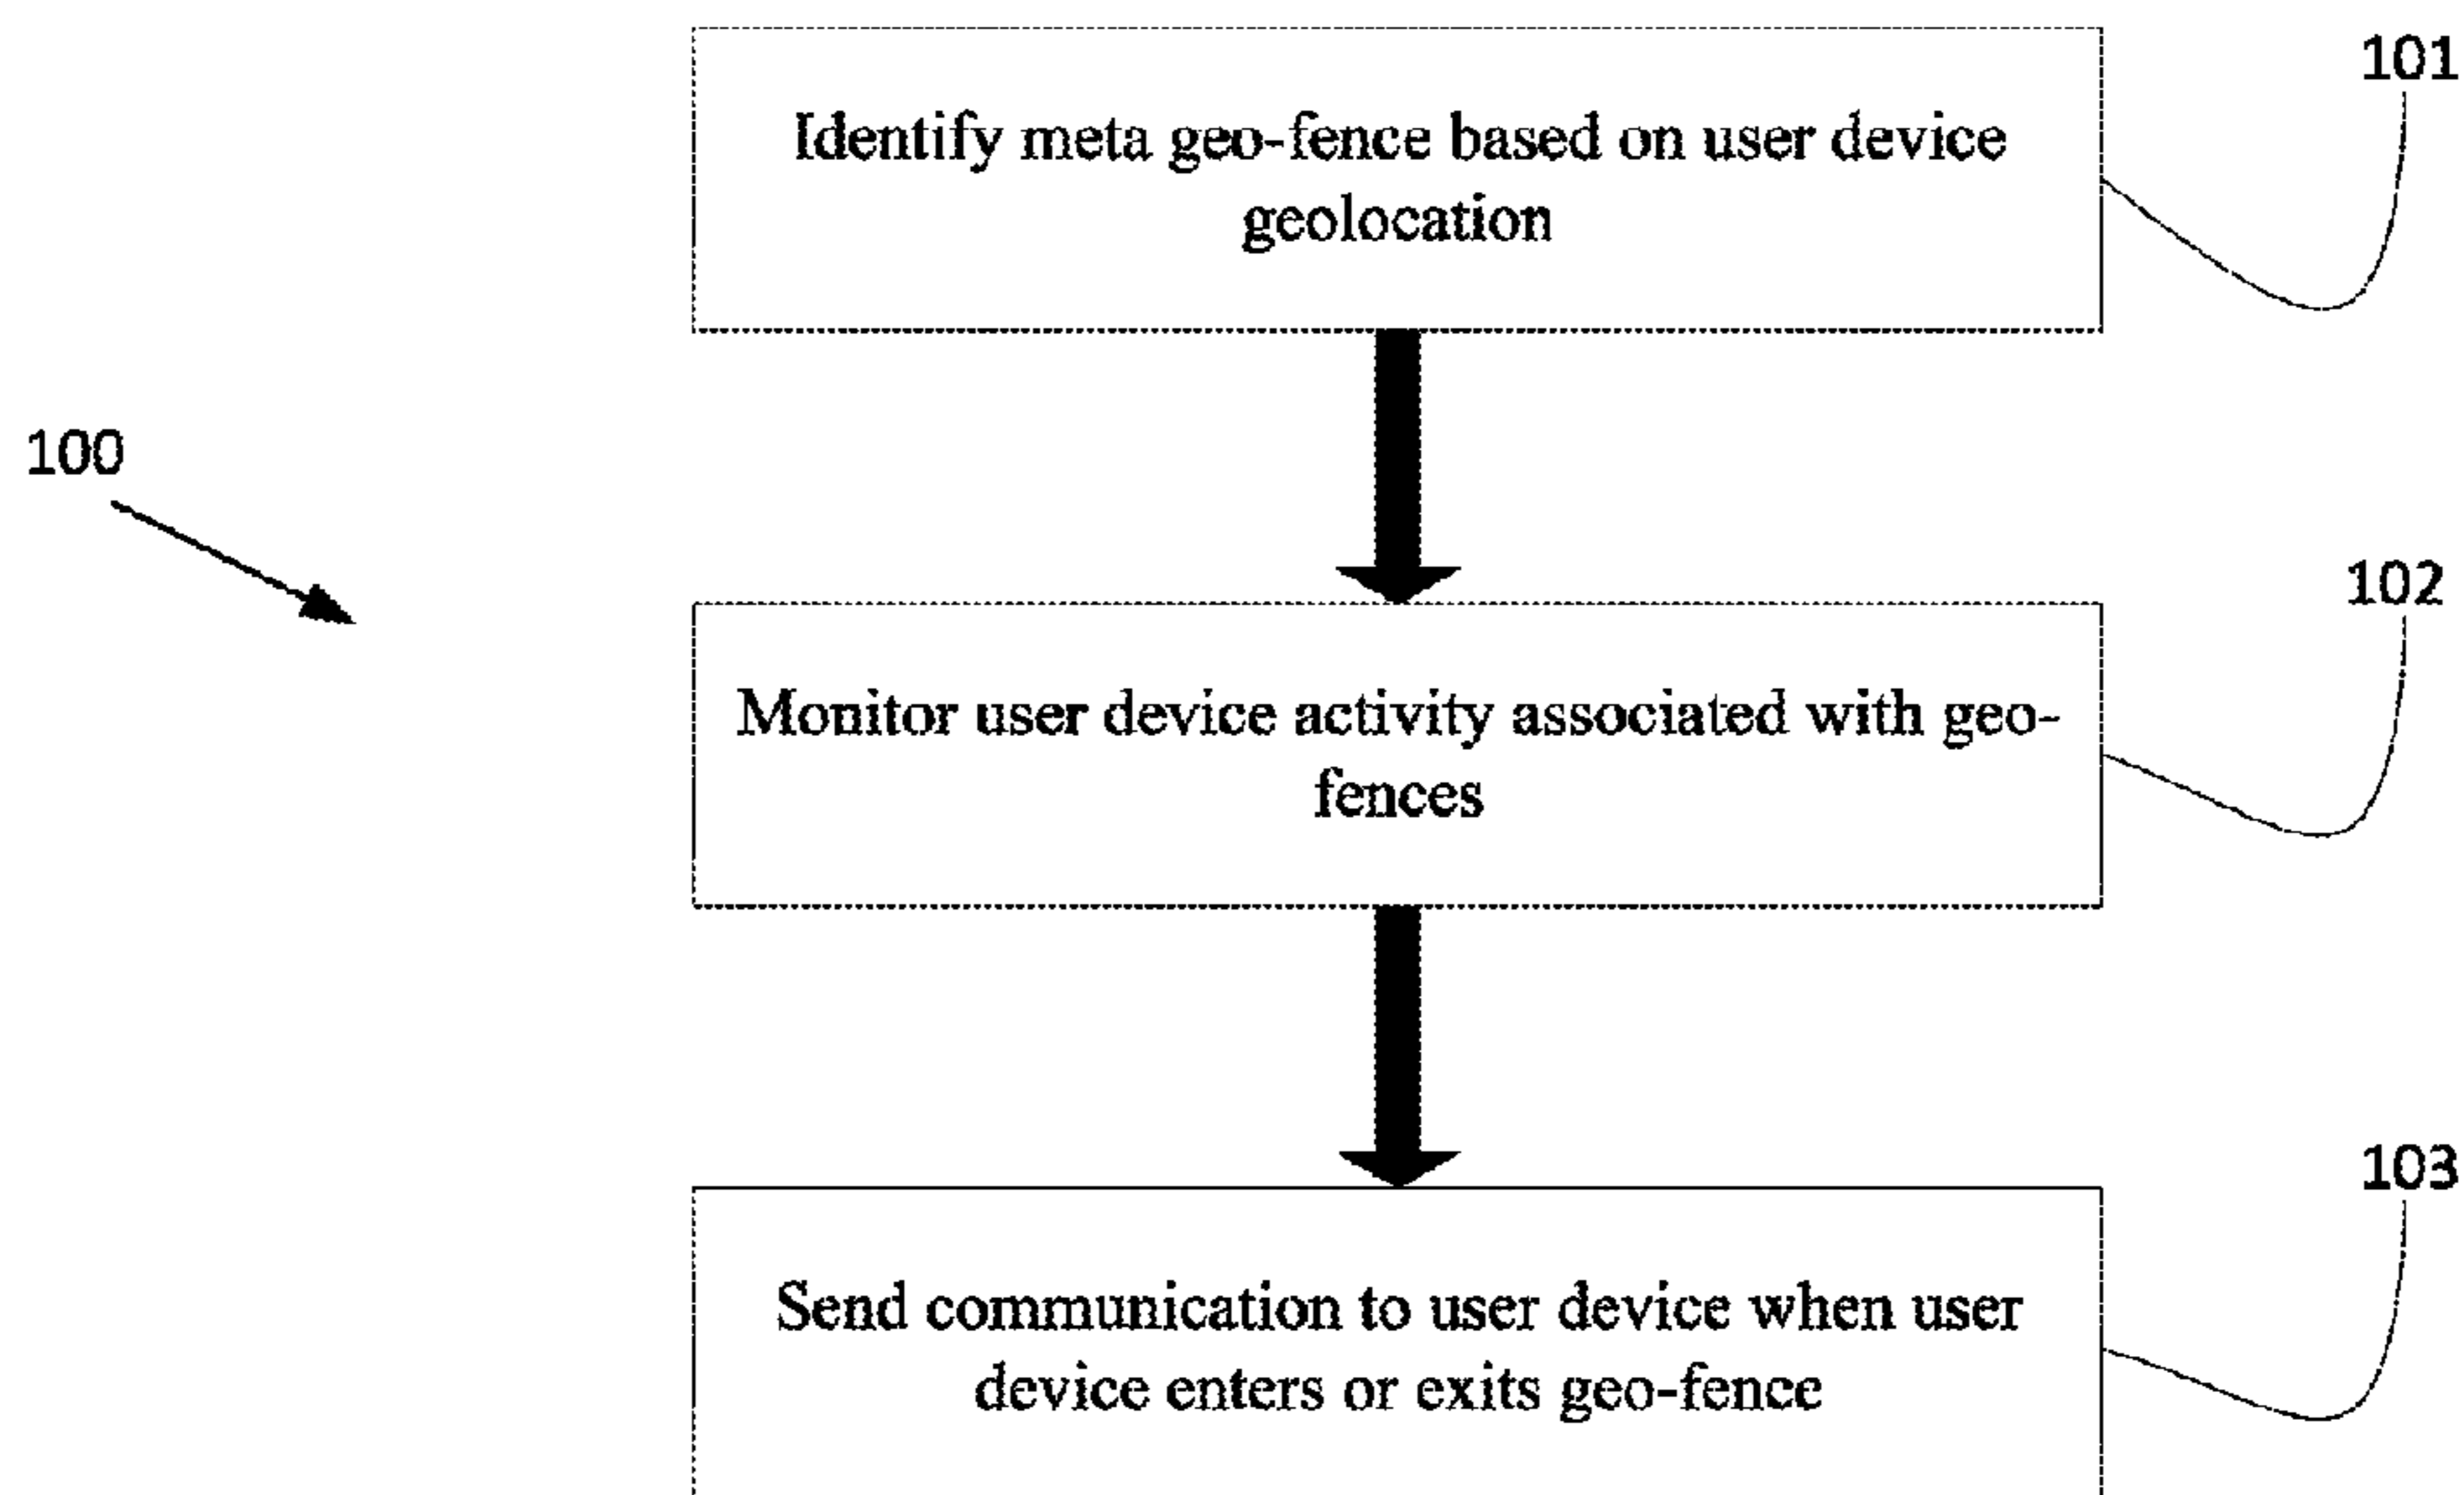 101
Identify meta geo-fence based on user device
geolocation
100
102
Monitor user device activity associated with geo-
fences
103
Send communication to user device when user
device enters or exits geo-fence